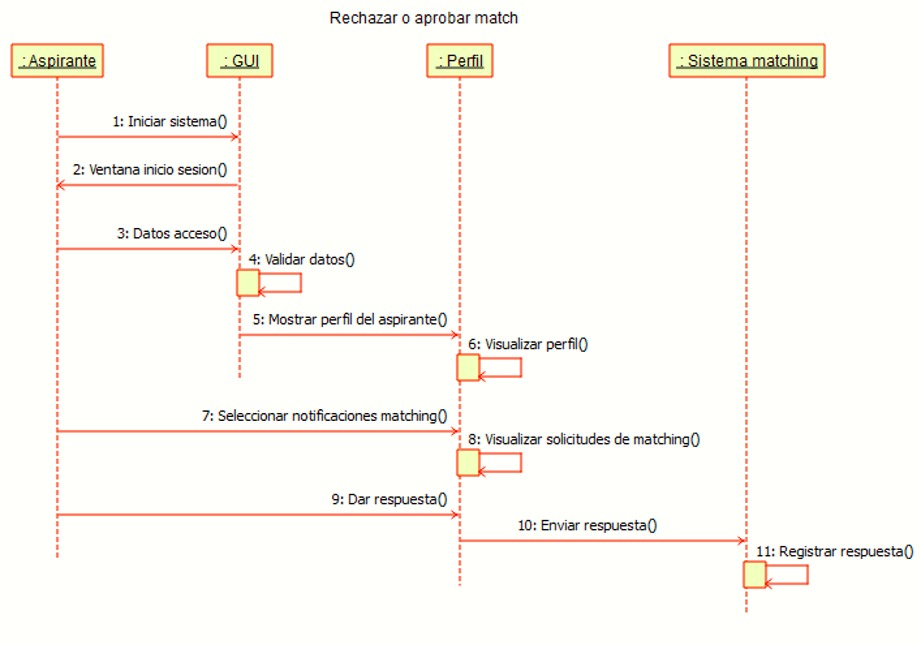 Rechazar o aprobar match
: Aspirante
: GUI
: Perfil
: Sistema matching
1: Iniciar sistema()
2: Ventana inicio sesion()
3: Datos acceso()
4: Validar datos()
5: Mostrar perfil del aspirante()
6: Visualizar perfil()
7: Seleccionar notificaciones matching()
8: Visualizar solicitudes de matching()
9: Dar respuesta()
10: Enviar respuesta()
11: Registrar respuesta()